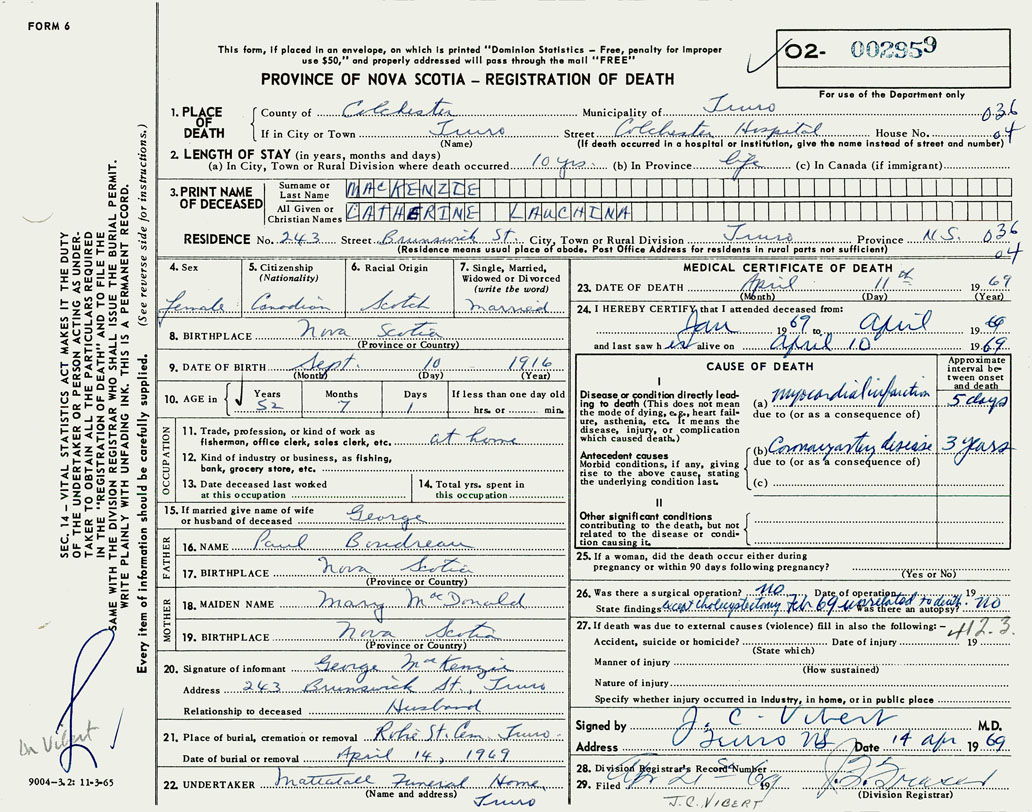 FORM 6
This form, if placed in an envelope, on which is printed "Dominion Statistics – Free, penalty for improper
use $50," and properly addressed will pass through the mail "FREE"
PROVINCE OF NOVA SCOTIA – REGISTRATION OF DEATH
O2- 002959
For use of the Department only
1. PLACE OF DEATH
County of Colchester Municipality of Truro 036
If in City or Town Truro Street Colchester Hospital House No. 04
(Name) (If death occurred in a hospital or Institution, give the name instead of street and number)
2. LENGTH OF STAY (in years, months and days)
(a) In City, Town or Rural Division where death occurred 10 yrs. (b) In Province life (c) In Canada (if immigrant)
3. PRINT NAME OF DECEASED
Surname or Last Name MACKENZIE
All Given or Christian Names CATHERINE LAUCHINA
RESIDENCE No. 243 Street Brunswick St. City, Town or Rural Division Truro Province N.S. 036
(Residence means usual place of abode. Post Office Address for residents in rural parts not sufficient) 04
4. Sex
female
5. Citizenship (Nationality)
Canadian
6. Racial Origin
Scotch
7. Single, Married, Widowed or Divorced (write the word)
married
8. BIRTHPLACE Nova Scotia
(Province or Country)
9. DATE OF BIRTH Sept. 10 1916
(Month) (Day) (Year)
10. AGE in Years Months Days If less than one day old
52 7 1 hrs. or min.
OCCUPATION
11. Trade, profession, or kind of work as
fisherman, office clerk, sales clerk, etc. at home
12. Kind of industry or business, as fishing,
bank, grocery store, etc.
13. Date deceased last worked
at this occupation
14. Total yrs. spent in
this occupation
15. If married give name of wife
or husband of deceased George
FATHER
16. NAME Paul Boudreau
17. BIRTHPLACE Nova Scotia
(Province or Country)
MOTHER
18. MAIDEN NAME Mary MacDonald
19. BIRTHPLACE Nova Scotia
(Province or Country)
20. Signature of informant George MacKenzie
Address 243 Brunswick St., Truro
Relationship to deceased Husband
21. Place of burial, cremation or removal Robie St. Cem. Truro
Date of burial or removal April 14, 1969
22. UNDERTAKER Mattatall Funeral Home,
(Name and address) Truro
MEDICAL CERTIFICATE OF DEATH
23. DATE OF DEATH April 11th 1969
(Month) (Day) (Year)
24. I HEREBY CERTIFY that I attended deceased from:
Jan 1969 to April 1969
and last saw her alive on April 10 1969
CAUSE OF DEATH
Approximate interval between onset and death
I
Disease or condition directly leading to death (This does not mean
the mode of dying, e.g., heart failure, asthenia, etc. It means the
disease, injury, or complication
which caused death.)
(a) myocardial infarction 5 days
due to (or as a consequence of)
Antecedent causes
Morbid conditions, if any, giving
rise to the above cause, stating
the underlying condition last.
(b) Coronary artery disease 3 years
due to (or as a consequence of)
(c)
II
Other significant conditions
contributing to the death, but not
related to the disease or condition causing it.
25. If a woman, did the death occur either during
pregnancy or within 90 days following pregnancy?
(Yes or No)
26. Was there a surgical operation? no Date of operation 19
State findings except cholecystectomy Feb 69 unrelated to death. Was there an autopsy? NO
27. If death was due to external causes (violence) fill in also the following: – 412.3.
Accident, suicide or homicide? Date of injury 19
(State which)
Manner of injury
(How sustained)
Nature of injury
Specify whether injury occurred in Industry, in home, or in public place
Signed by J. C. Vibert M.D.
Address Truro NS Date 14 apr 1969
28. Division Registrar's Record Number
29. Filed Apr 21st 69 19
(Division Registrar)
J.C. VIBERT
SEC. 14 – VITAL STATISTICS ACT MAKES IT THE DUTY
OF THE UNDERTAKER OR PERSON ACTING AS UNDER-
TAKER TO OBTAIN ALL THE PARTICULARS REQUIRED
IN THE "REGISTRATION OF DEATH" AND TO FILE THE
SAME WITH THE DIVISION REGISTRAR WHO SHALL ISSUE THE BURIAL PERMIT.
WRITE PLAINLY WITH UNFADING INK. THIS IS A PERMANENT RECORD.
Every item of information should be carefully supplied. (See reverse side for instructions.)
Dr Vibert
9004–3.2: 11-3-65